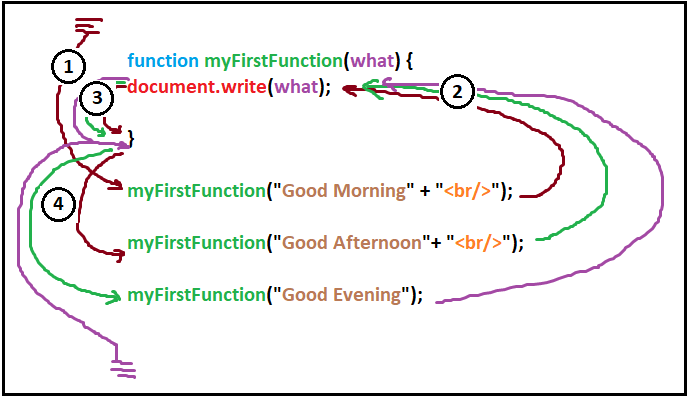 1
function myFirstFunction(what) {
document.write(what);
2
3
}
myFirstFunction("Good Morning" + "<br/>");
4
myFirstFunction("Good Afternoon"+ "<br/>");
myFirstFunction("Good Evening");